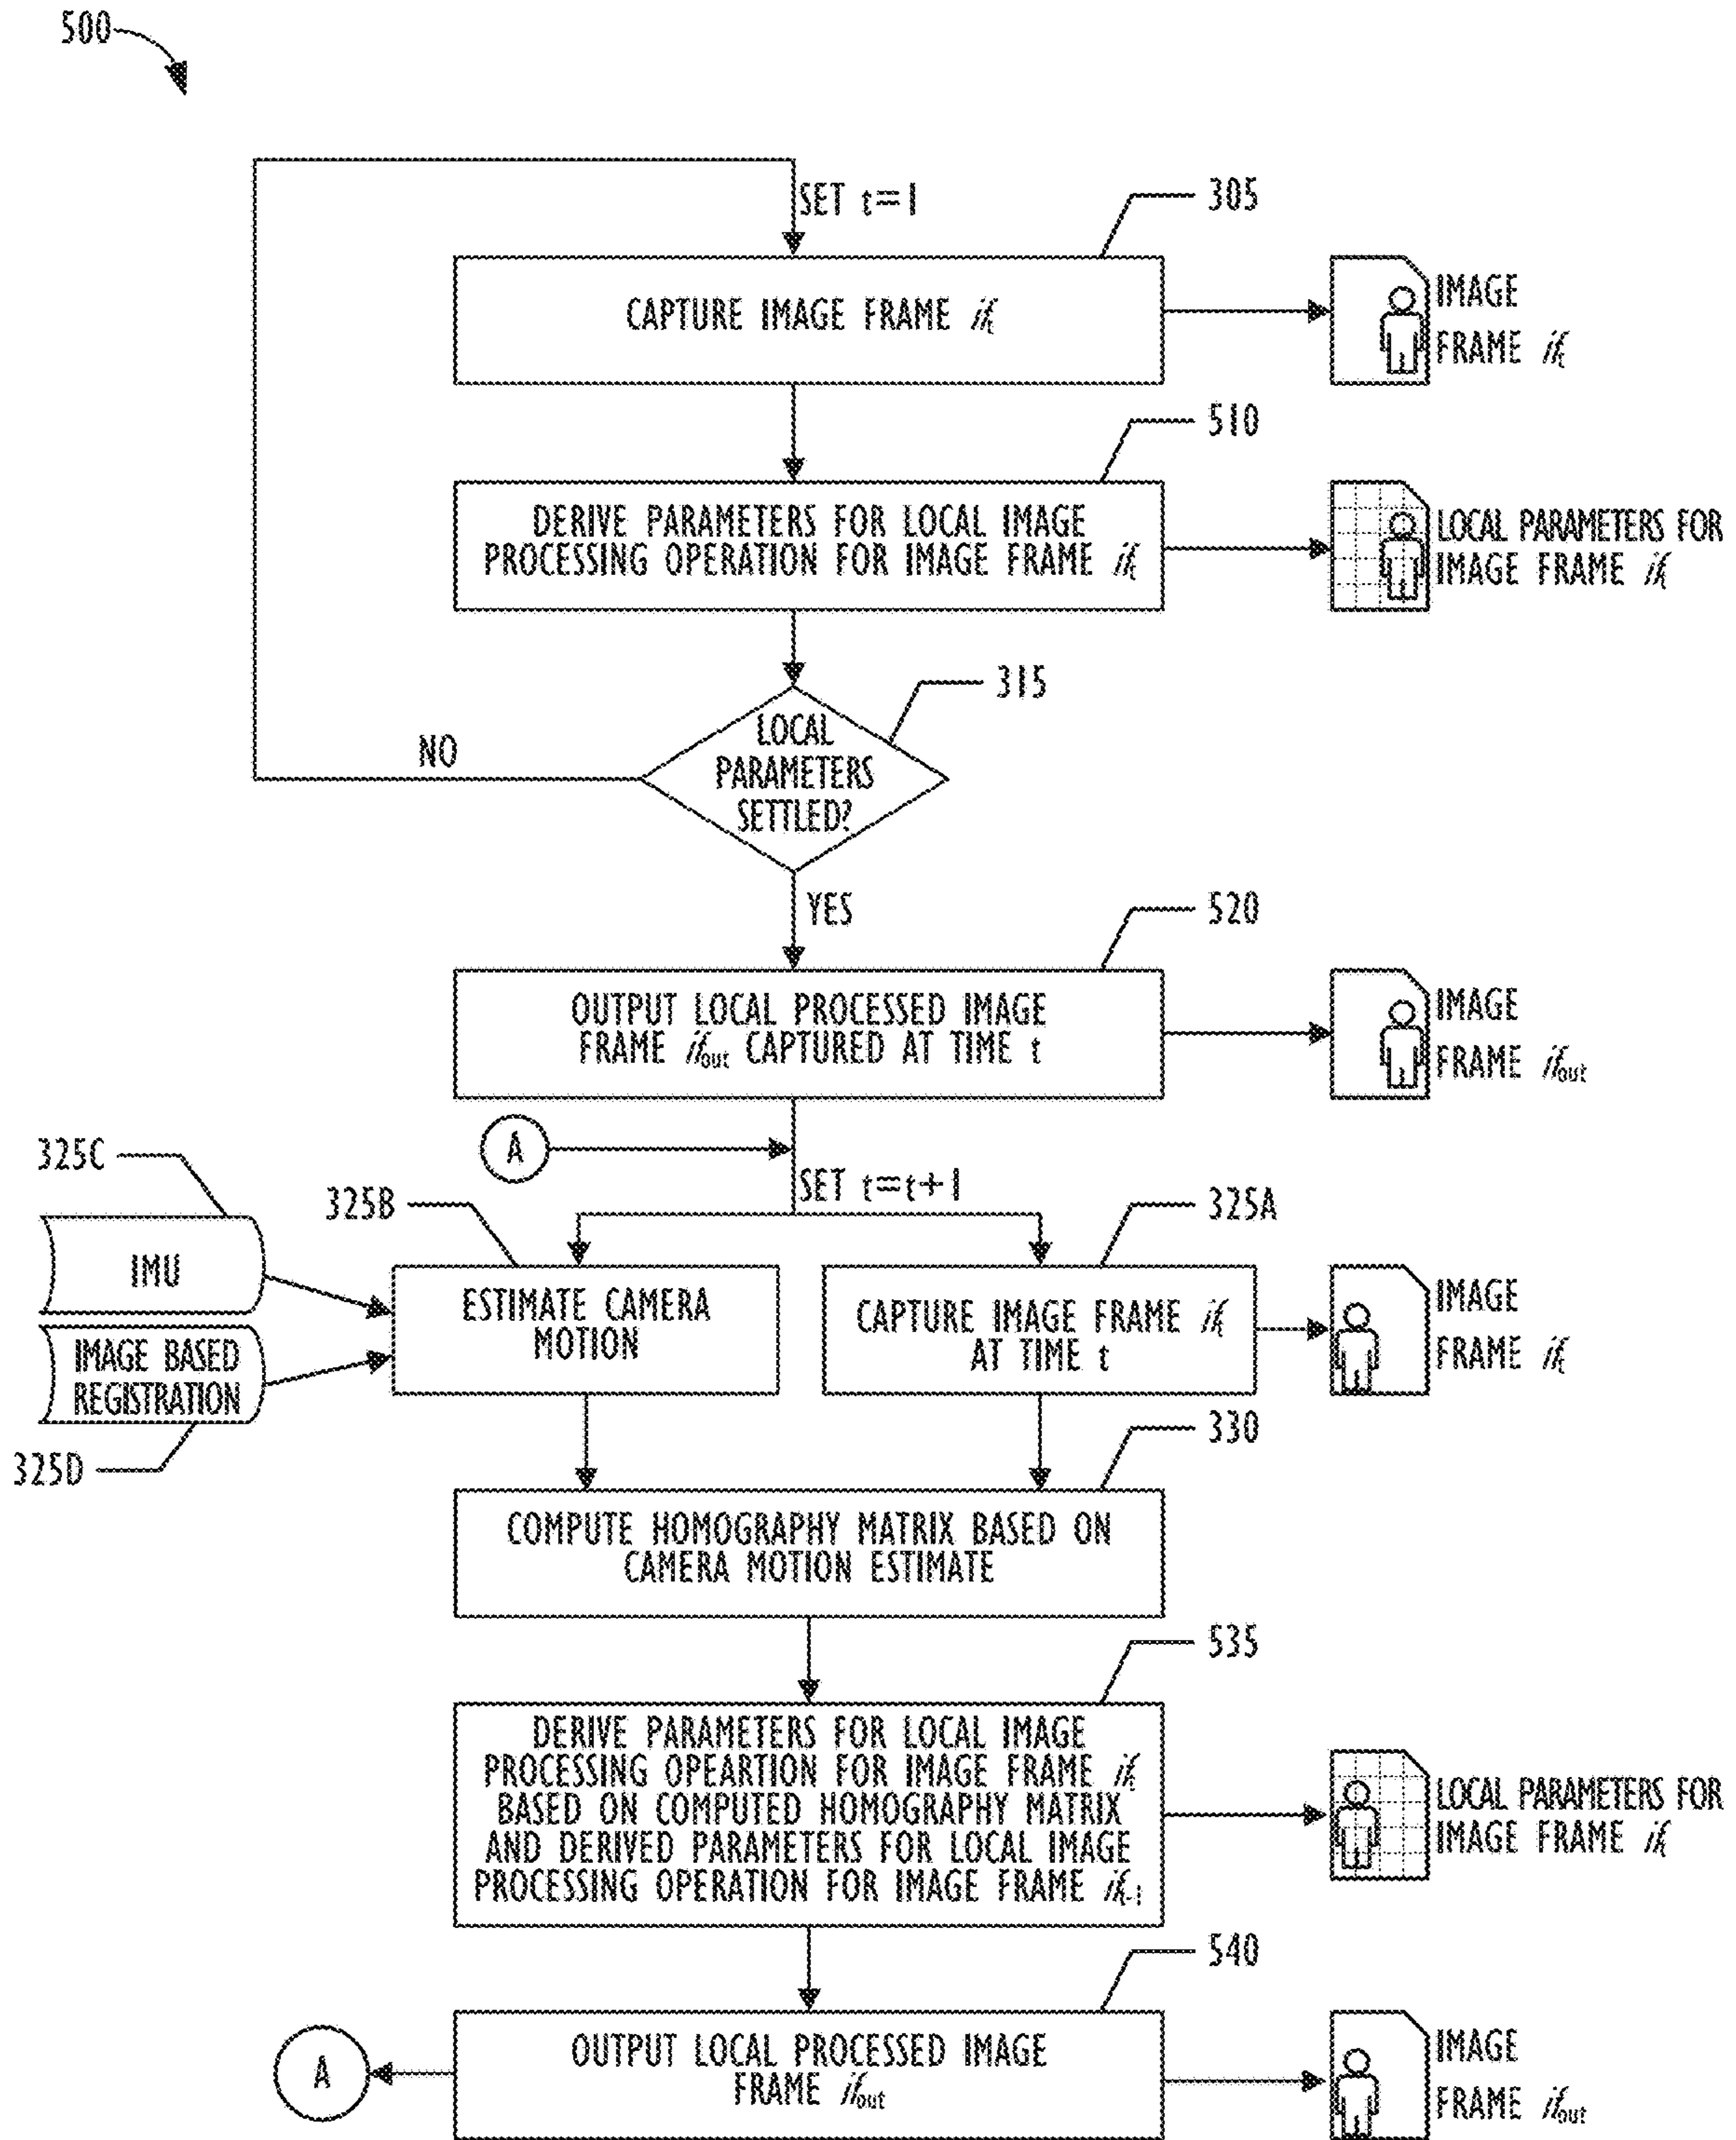 500
SET t=1
305
CAPTURE IMAGE FRAME if_t
IMAGE
FRAME if_t
510
DERIVE PARAMETERS FOR LOCAL IMAGE
PROCESSING OPERATION FOR IMAGE FRAME if_t
LOCAL PARAMETERS FOR
IMAGE FRAME if_t
315
LOCAL
PARAMETERS
SETTLED?
NO
YES
520
OUTPUT LOCAL PROCESSED IMAGE
FRAME if_out CAPTURED AT TIME t
IMAGE
FRAME if_out
A
SET t=t+1
325C
325B
325A
IMU
IMAGE BASED
REGISTRATION
325D
ESTIMATE CAMERA
MOTION
CAPTURE IMAGE FRAME if_t
AT TIME t
IMAGE
FRAME if_t
330
COMPUTE HOMOGRAPHY MATRIX BASED ON
CAMERA MOTION ESTIMATE
535
DERIVE PARAMETERS FOR LOCAL IMAGE
PROCESSING OPEARTION FOR IMAGE FRAME if_t
BASED ON COMPUTED HOMOGRAPHY MATRIX
AND DERIVED PARAMETERS FOR LOCAL IMAGE
PROCESSING OPERATION FOR IMAGE FRAME if_t-1
LOCAL PARAMETERS FOR
IMAGE FRAME if_t
540
OUTPUT LOCAL PROCESSED IMAGE
FRAME if_out
A
IMAGE
FRAME if_out